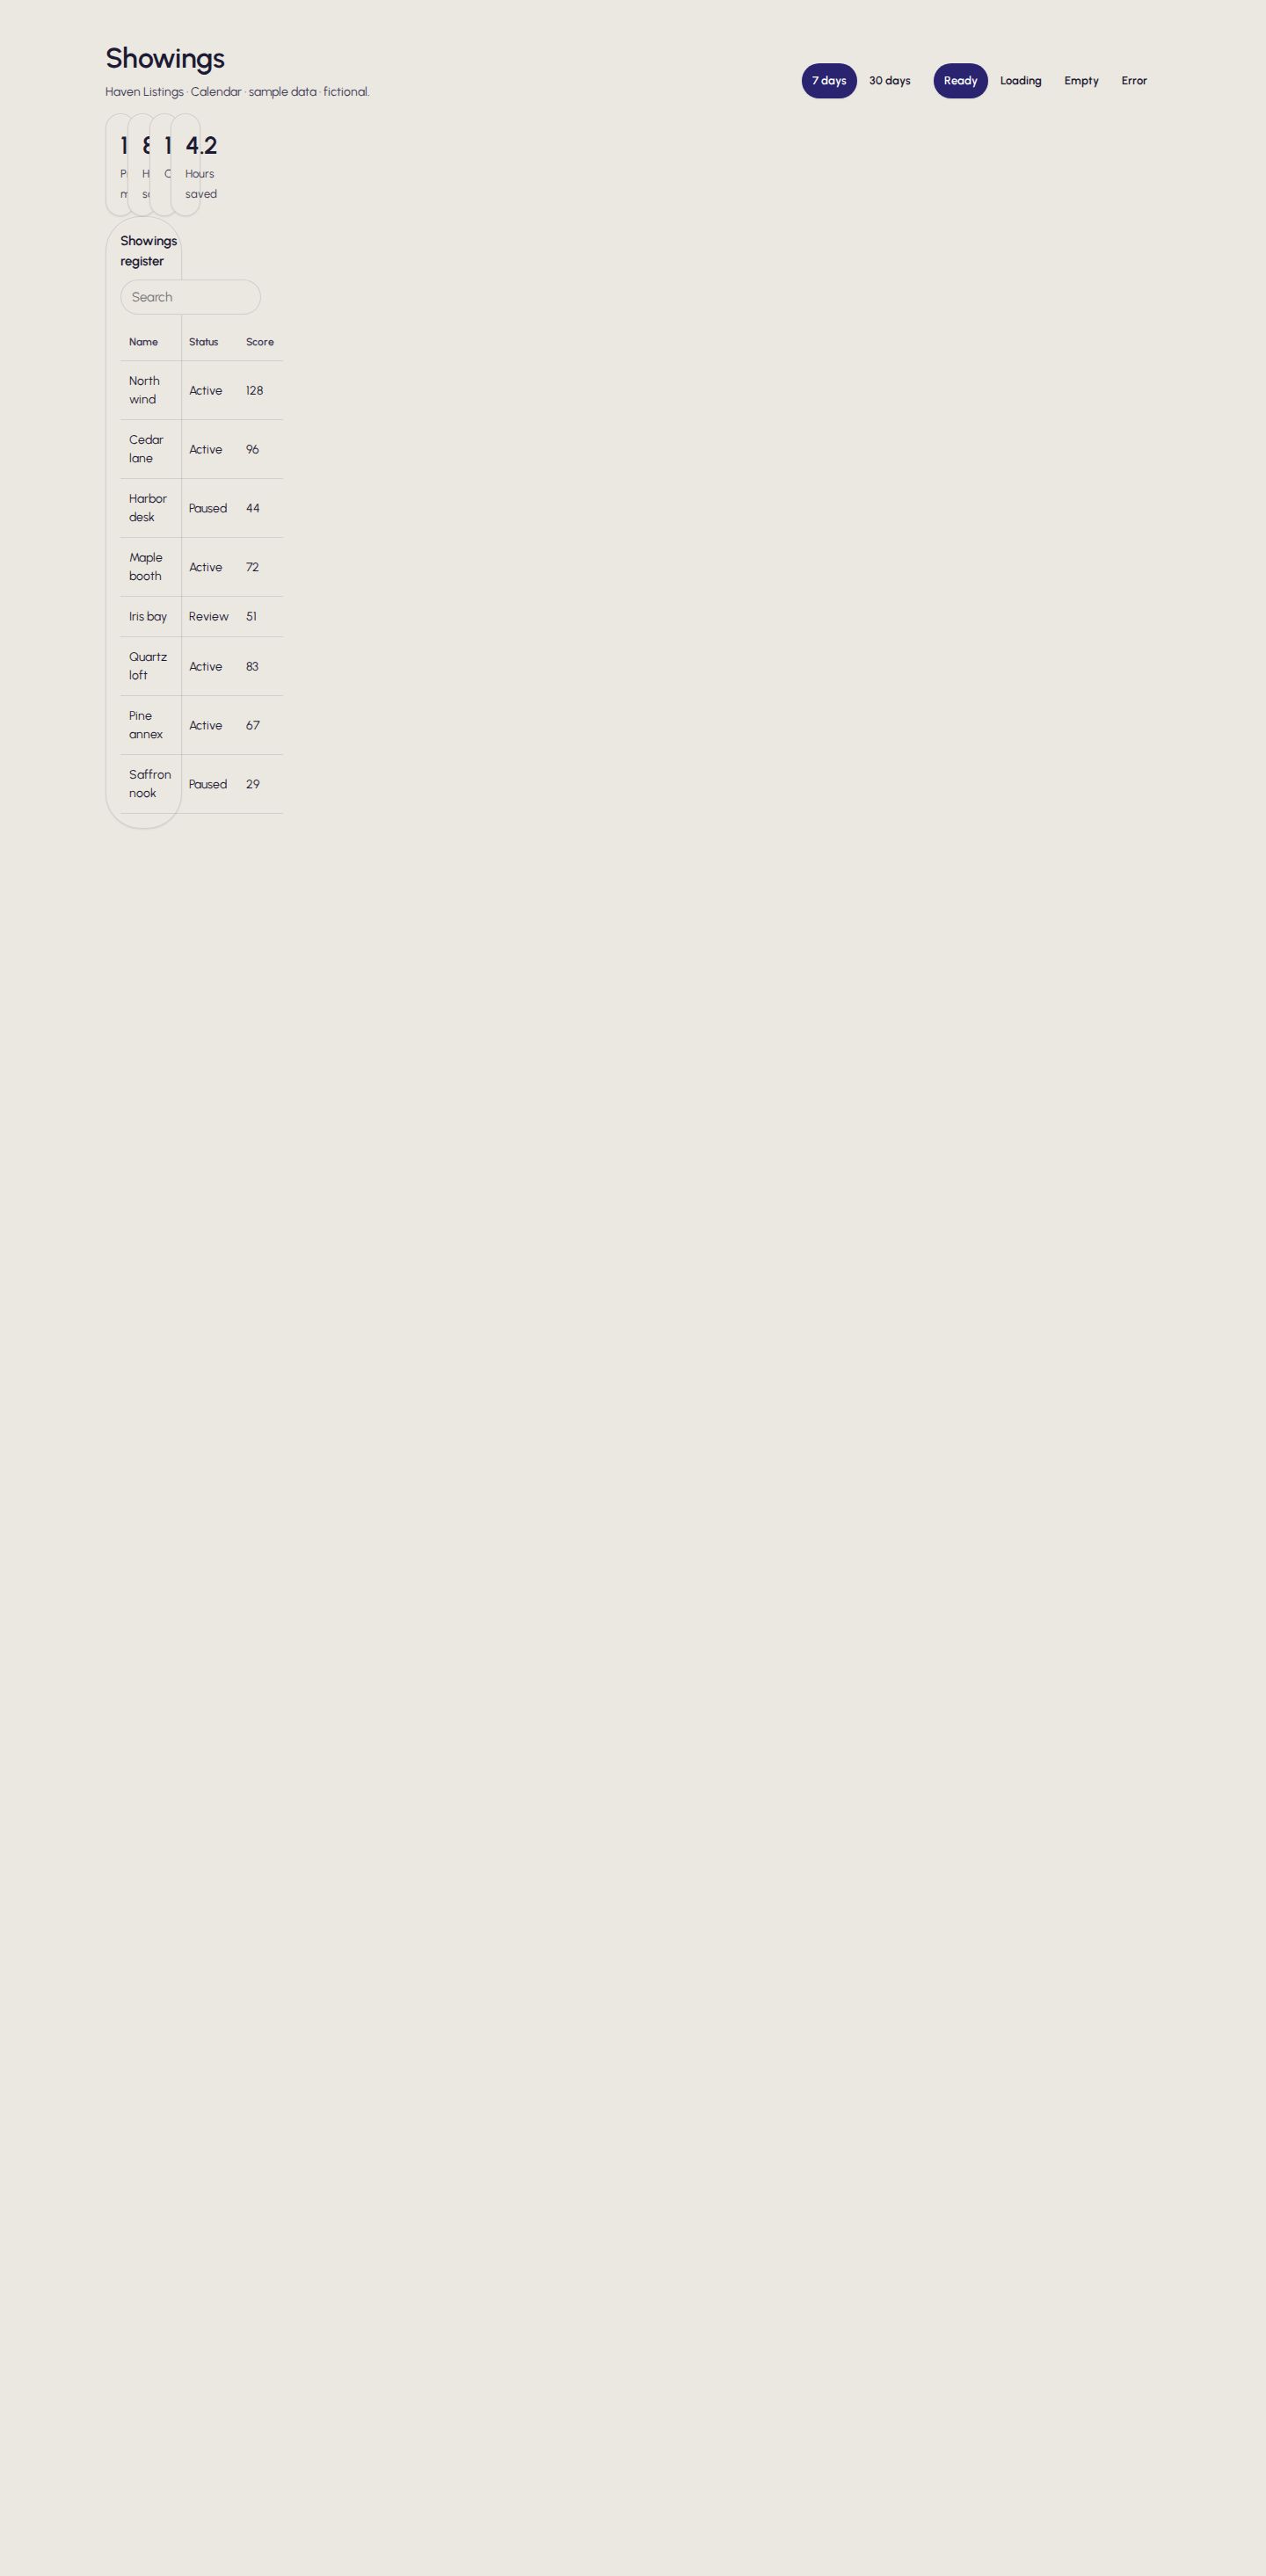 Showings
Haven Listings · Calendar · sample data · fictional.
7 days 30 days Ready Loading Empty Error
4.2
Hours
saved
Showings
register
Search
Name Status Score
North
wind
Active 128
Cedar
lane
Active 96
Harbor
desk
Paused 44
Maple
booth
Active 72
Iris bay Review 51
Quartz
loft
Active 83
Pine
annex
Active 67
Saffron
nook
Paused 29